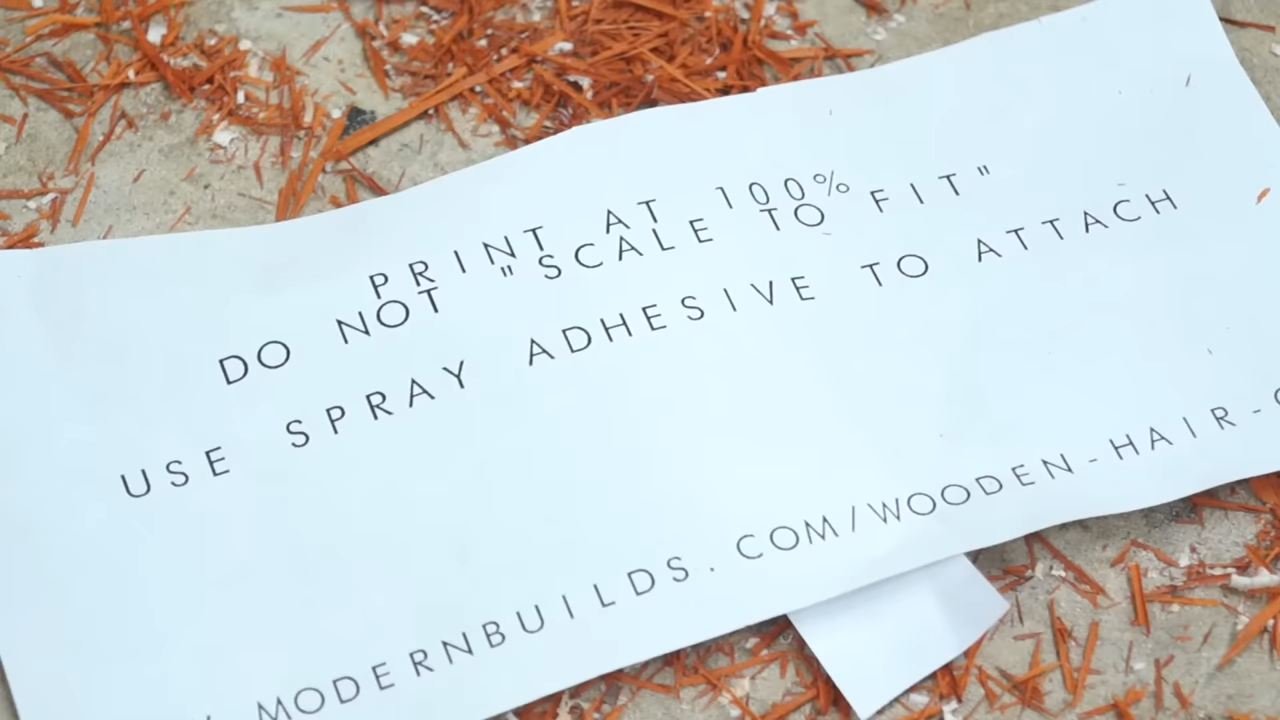 PRINT AT 100%
DO NOT "SCALE TO FIT"
USE SPRAY ADHESIVE TO ATTACH
MODERNBUILDS.COM/WOODEN-HAIR-